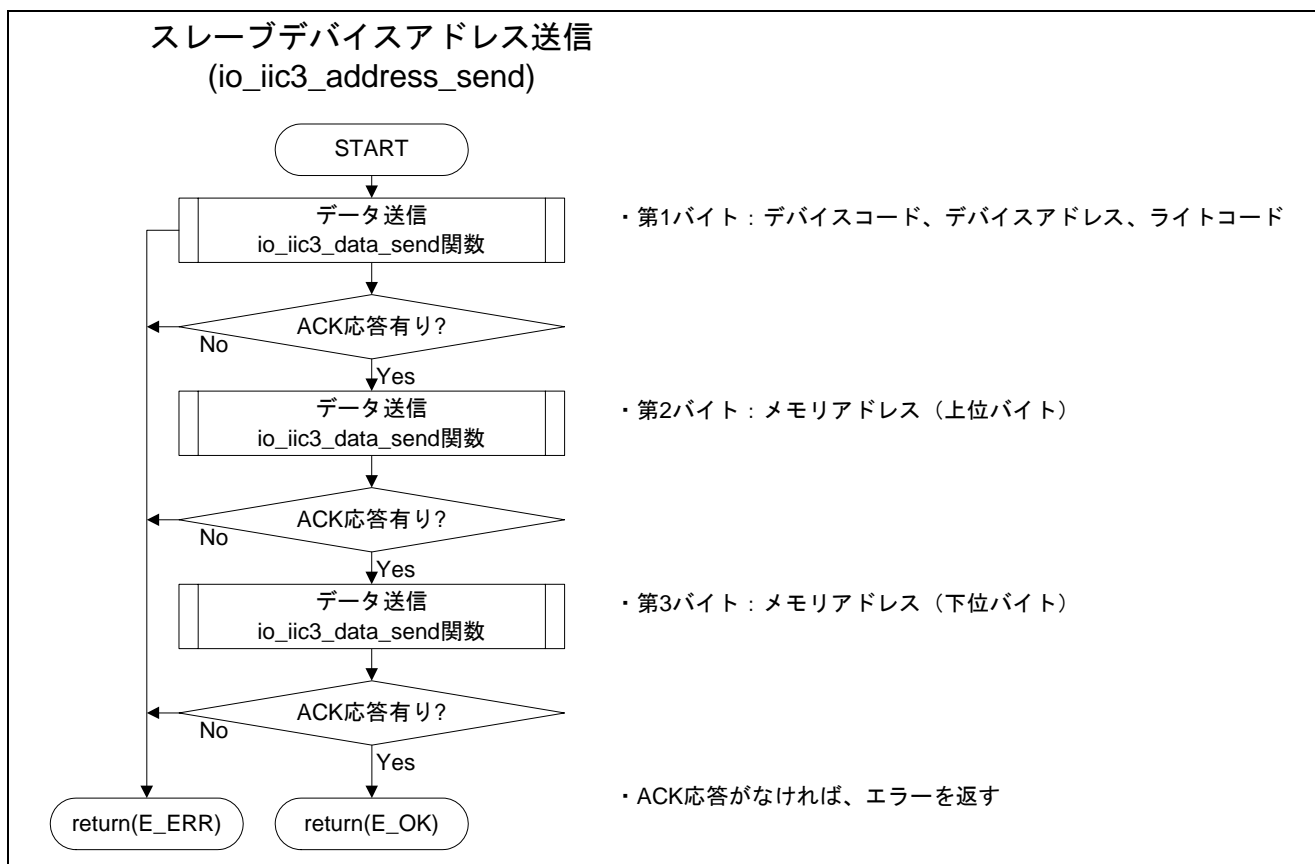 スレーブデバイスアドレス送信
(io_iic3_address_send)
START
データ送信
io_iic3_data_send関数
・第1バイト：デバイスコード、デバイスアドレス、ライトコード
ACK応答有り?
No
Yes
データ送信
io_iic3_data_send関数
・第2バイト：メモリアドレス（上位バイト）
ACK応答有り?
No
Yes
データ送信
io_iic3_data_send関数
・第3バイト：メモリアドレス（下位バイト）
ACK応答有り?
No
Yes
・ACK応答がなければ、エラーを返す
return(E_ERR)
return(E_OK)